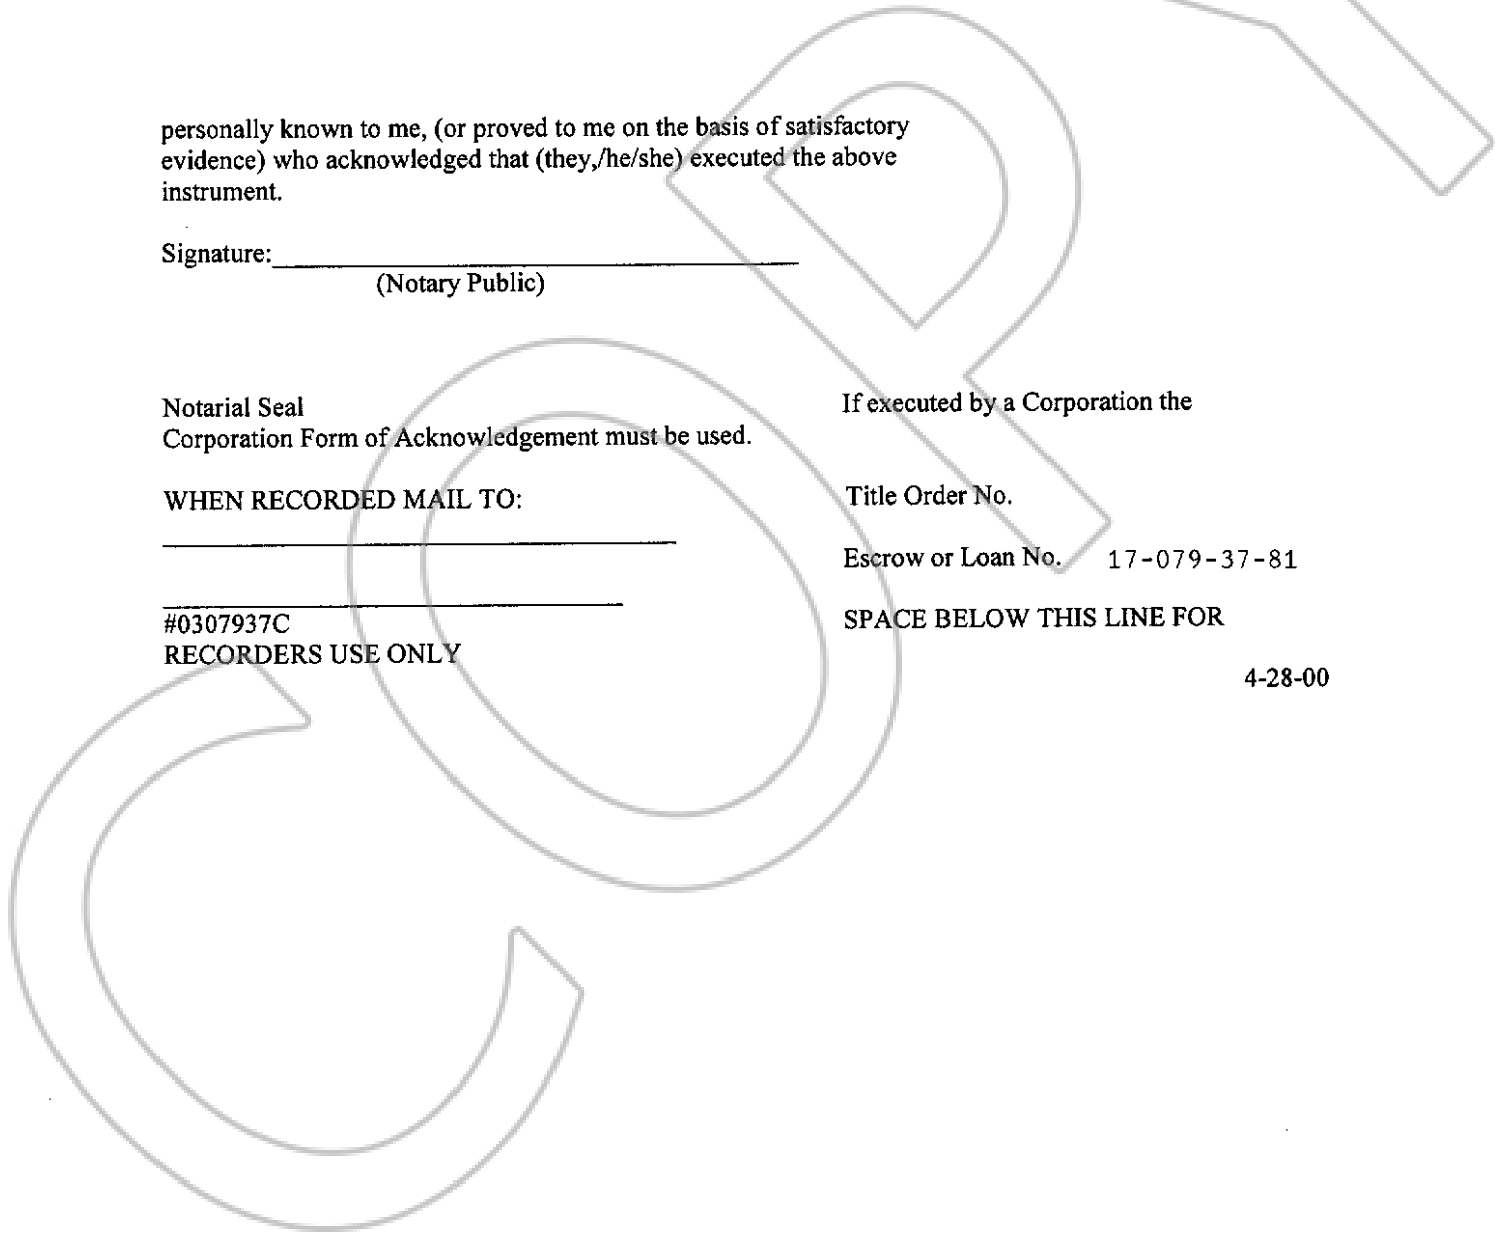 personally known to me, (or proved to me on the basis of satisfactory
evidence) who acknowledged that (they,/he/she) executed the above
instrument.
Signature:
(Notary Public)
Notarial Seal If executed by a Corporation the
Corporation Form of Acknowledgement must be used.
WHEN RECORDED MAIL TO: Title Order No.
Escrow or Loan No. 17-079-37-81
#0307937C SPACE BELOW THIS LINE FOR
RECORDERS USE ONLY
4-28-00
COPY